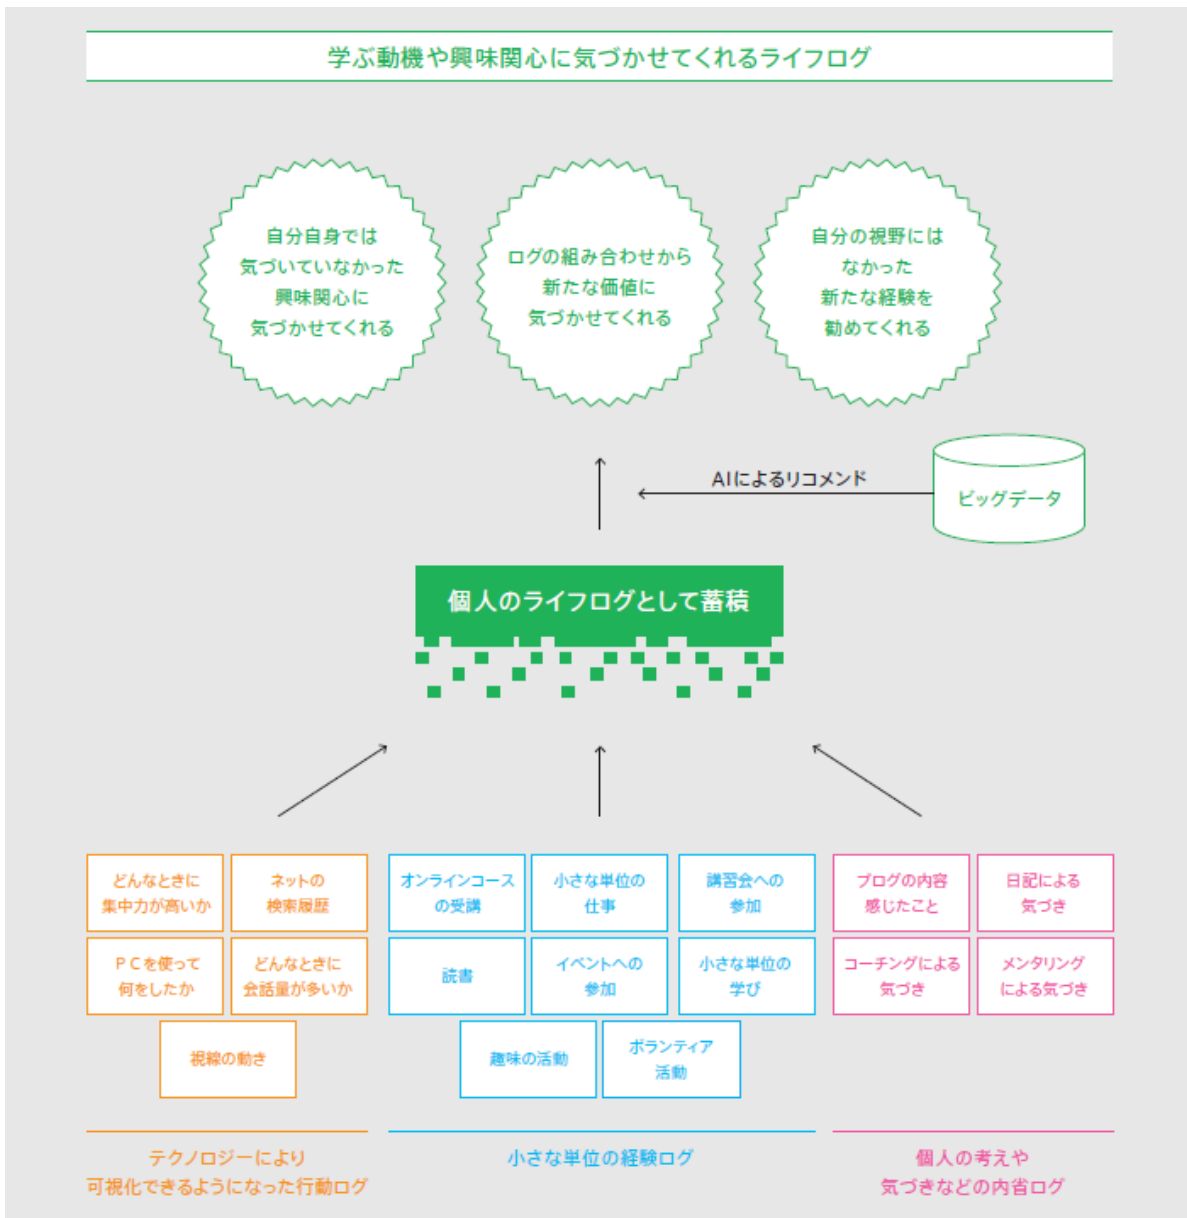 学ぶ動機や興味関心に気づかせてくれるライフログ
自分自身では
気づいていなかった
興味関心に
気づかせてくれる
ログの組み合わせから
新たな価値に
気づかせてくれる
自分の視野には
なかった
新たな経験を
勧めてくれる
AIによるリコメンド
ビッグデータ
個人のライフログとして蓄積
どんなときに
集中力が高いか
ネットの
検索履歴
PCを使って
何をしたか
どんなときに
会話量が多いか
視線の動き
オンラインコース
の受講
小さな単位の
仕事
講習会への
参加
読書
イベントへの
参加
小さな単位の
学び
趣味の活動
ボランティア
活動
ブログの内容
感じたこと
日記による
気づき
コーチングによる
気づき
メンタリング
による気づき
テクノロジーにより
可視化できるようになった行動ログ
小さな単位の経験ログ
個人の考えや
気づきなどの内省ログ